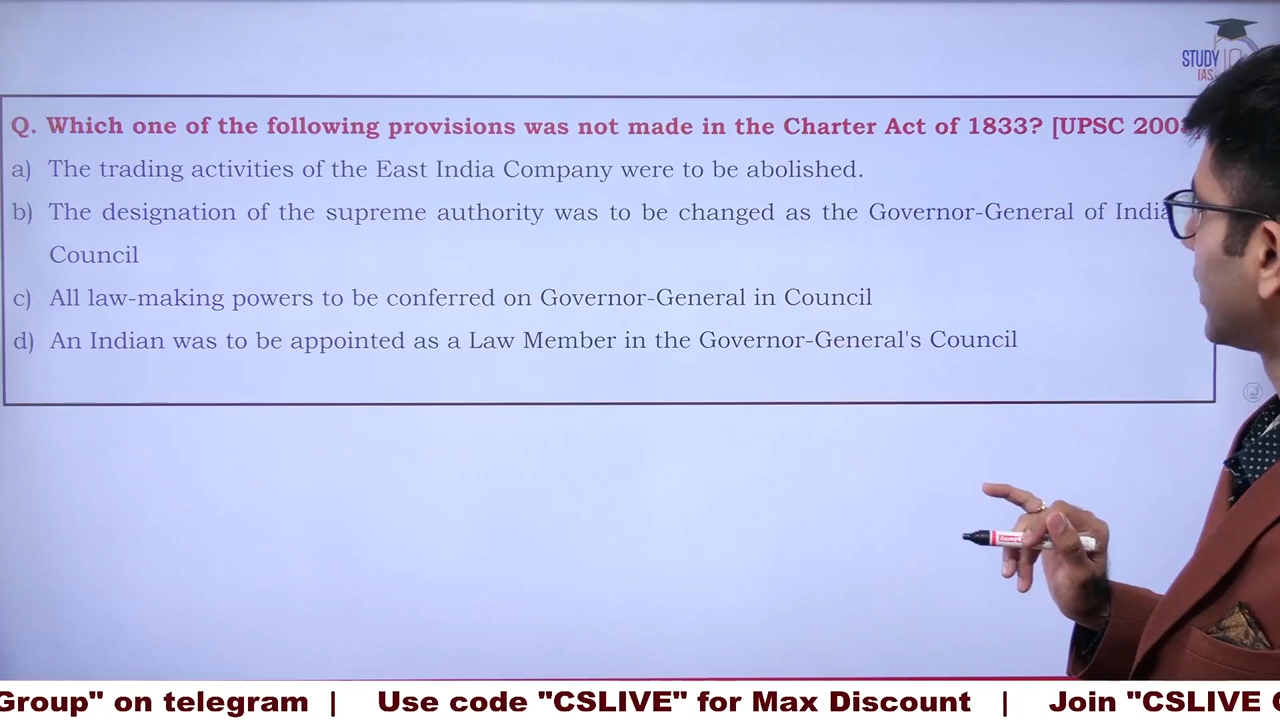 STUDY
IAS
Q. Which one of the following provisions was not made in the Charter Act of 1833? [UPSC
a) The trading activities of the East India Company were to be abolished.
b) The designation of the supreme authority was to be changed as the Governor-General of India
Council
c) All law-making powers to be conferred on Governor-General in Council
d) An Indian was to be appointed as a Law Member in the Governor-General's Council
Group" on telegram | Use code "CSLIVE" for Max Discount | Join "CSLIVE